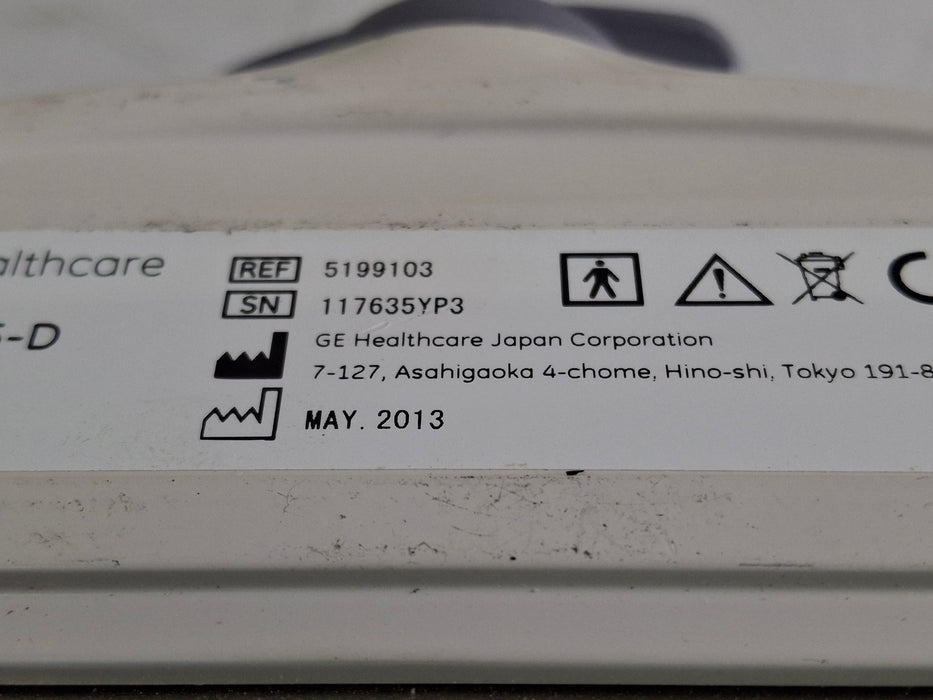 althcare
-D
REF 5199103
SN 117635YP3
GE Healthcare Japan Corporation
7-127, Asahigaoka 4-chome, Hino-shi, Tokyo 191-8
MAY. 2013